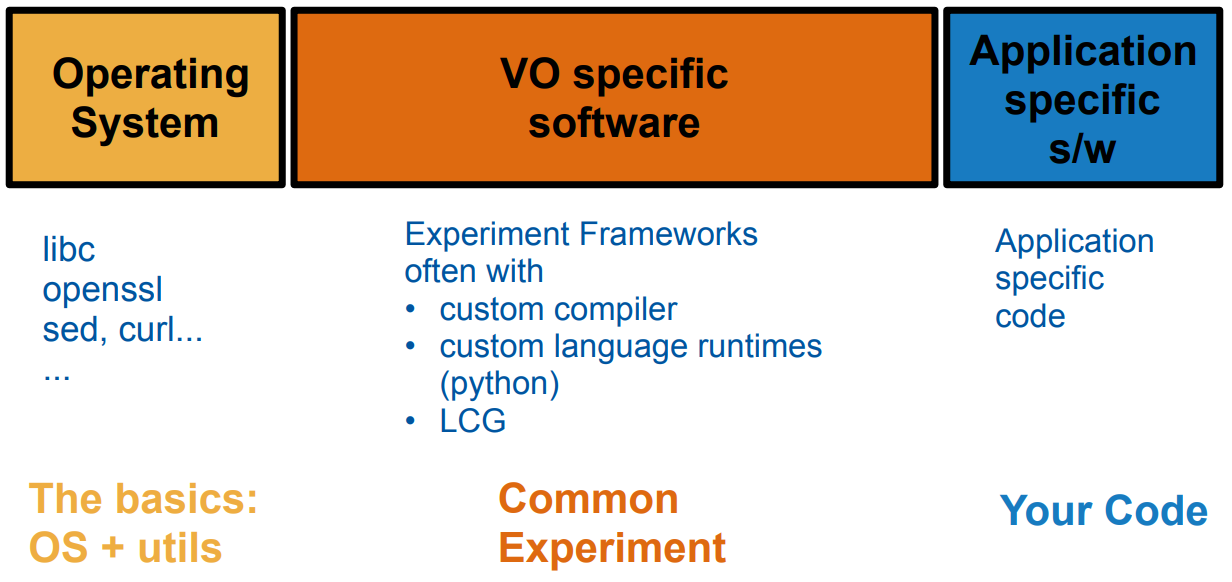 Operating
System
VO specific
software
Application
specific
s/w
libc
openssl
sed, curl...
...
Experiment Frameworks
often with
• custom compiler
• custom language runtimes
(python)
• LCG
Application
specific
code
The basics:
OS + utils
Common
Experiment
Your Code